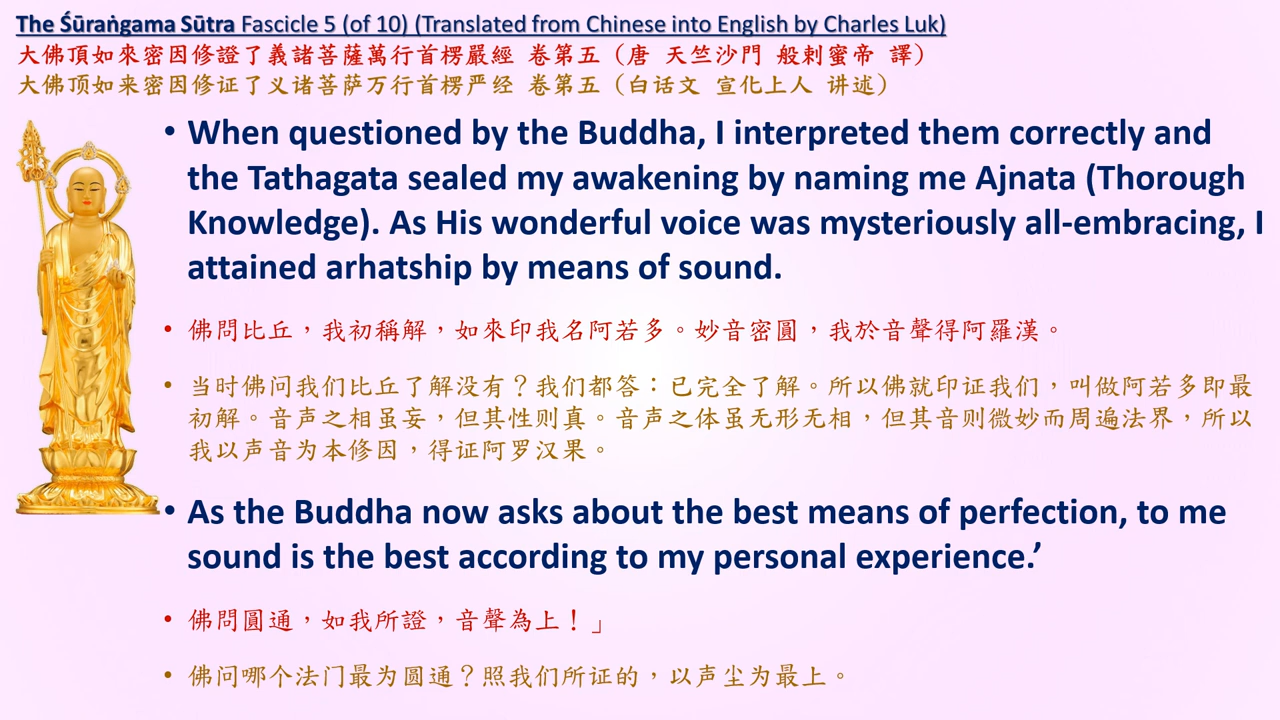 The Śūraṅgama Sūtra Fascicle 5 (of 10) (Translated from Chinese into English by Charles Luk)
大佛頂如來密因修證了義諸菩薩萬行首楞嚴經 卷第五（唐 天竺沙門 般剌蜜帝 譯）
大佛顶如来密因修证了义诸菩萨万行首楞严经 卷第五（白话文 宣化上人 讲述）
• When questioned by the Buddha, I interpreted them correctly and
the Tathagata sealed my awakening by naming me Ajnata (Thorough
Knowledge). As His wonderful voice was mysteriously all-embracing, I
attained arhatship by means of sound.
• 佛問比丘，我初稱解，如來印我名阿若多。妙音密圓，我於音聲得阿羅漢。
• 当时佛问我们比丘了解没有？我们都答：已完全了解。所以佛就印证我们，叫做阿若多即最
初解。音声之相虽妄，但其性则真。音声之体虽无形无相，但其音则微妙而周遍法界，所以
我以声音为本修因，得证阿罗汉果。
• As the Buddha now asks about the best means of perfection, to me
sound is the best according to my personal experience.’
• 佛問圓通，如我所證，音聲為上！」
• 佛问哪个法门最为圆通？照我们所证的，以声尘为最上。